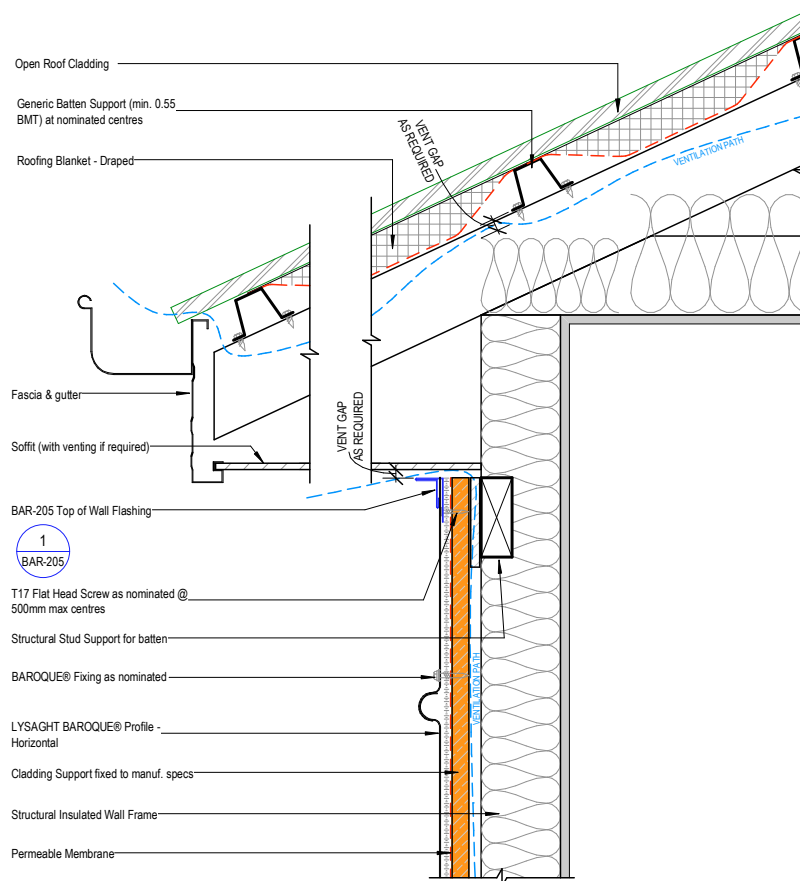 Open Roof Cladding
Generic Batten Support (min. 0.55
BMT) at nominated centres
Roofing Blanket - Draped
VENT GAP
AS REQUIRED
VENTILATION PATH
Fascia & gutter
VENT GAP
AS REQUIRED
Soffit (with venting if required)
BAR-205 Top of Wall Flashing
1
BAR-205
T17 Flat Head Screw as nominated @
500mm max centres
Structural Stud Support for batten
BAROQUE® Fixing as nominated
VENTILATION PATH
LYSAGHT BAROQUE® Profile -
Horizontal
Cladding Support fixed to manuf. specs
Structural Insulated Wall Frame
Permeable Membrane